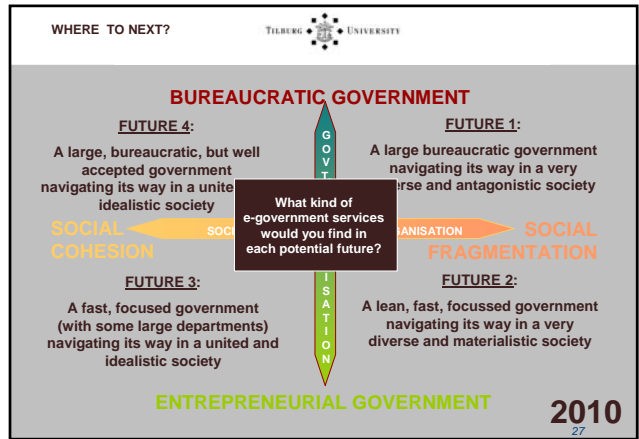 WHERE TO NEXT?
TILBURG UNIVERSITY
BUREAUCRATIC GOVERNMENT
FUTURE 4:
A large, bureaucratic, but well
accepted government
navigating its way in a united
idealistic society
FUTURE 1:
A large bureaucratic government
navigating its way in a very
erse and antagonistic society
GOVT
What kind of
e-government services
would you find in
each potential future?
SOCIAL
COHESION
SOCI
ANISATION
SOCIAL
FRAGMENTATION
ISATION
FUTURE 3:
A fast, focused government
(with some large departments)
navigating its way in a united and
idealistic society
FUTURE 2:
A lean, fast, focussed government
navigating its way in a very
diverse and materialistic society
ENTREPRENEURIAL GOVERNMENT
2010
27